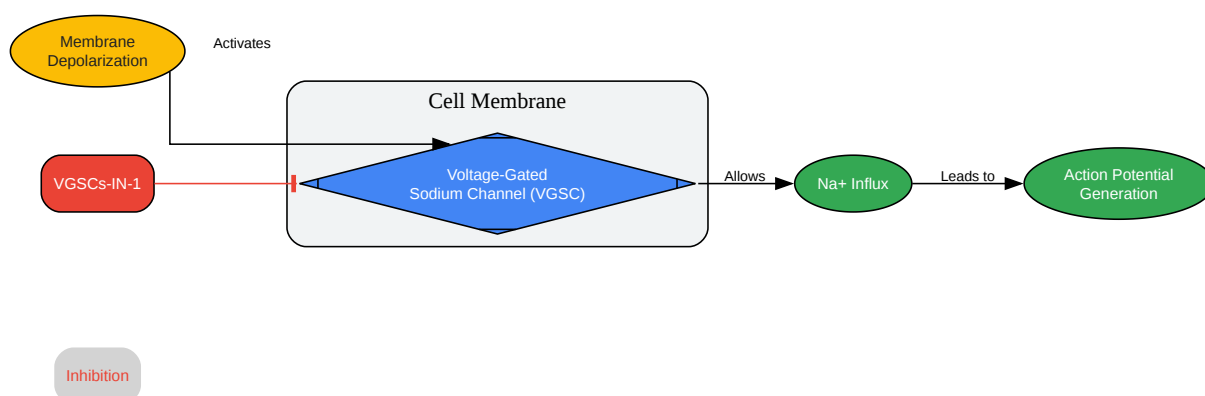 Membrane
Depolarization
Activates
Cell Membrane
VGSCs-IN-1
Voltage-Gated
Sodium Channel (VGSC)
Allows
Na+ Influx
Leads to
Action Potential
Generation
Inhibition